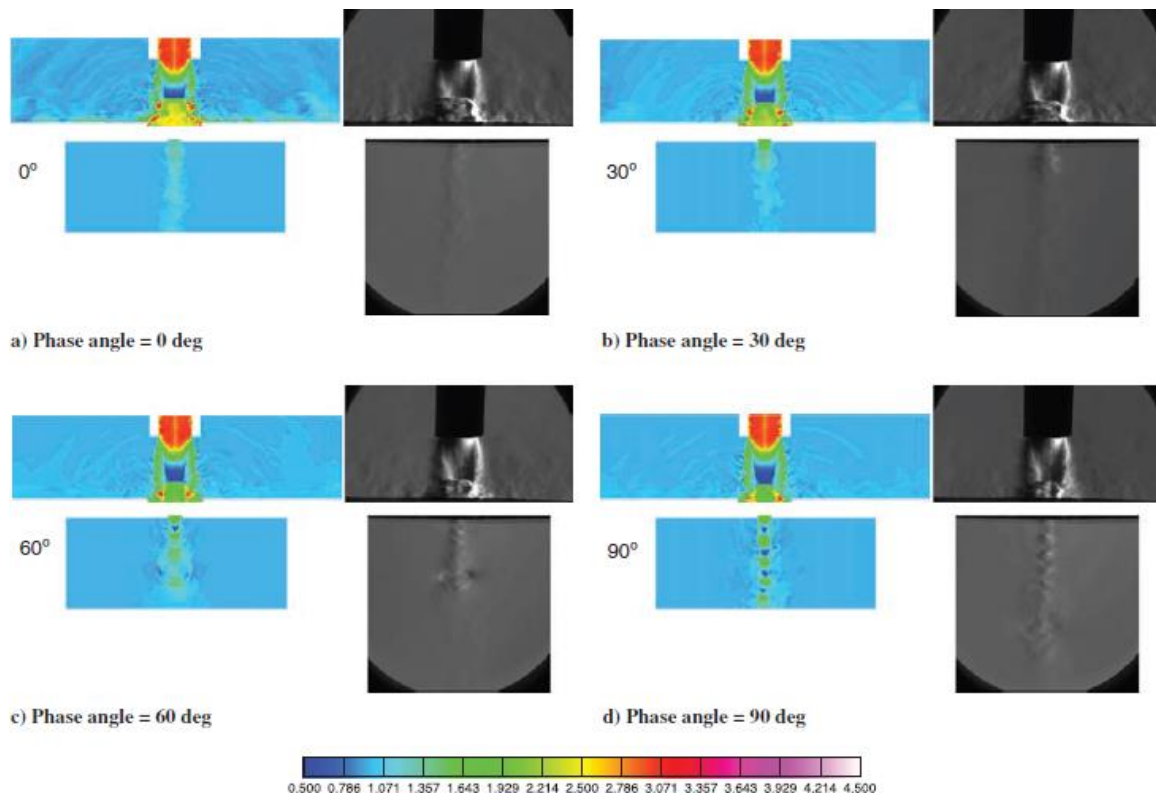 0°
30°
a) Phase angle = 0 deg
b) Phase angle = 30 deg
60°
90°
c) Phase angle = 60 deg
d) Phase angle = 90 deg
0.500 0.786 1.071 1.357 1.643 1.929 2.214 2.500 2.786 3.071 3.357 3.643 3.929 4.214 4.500